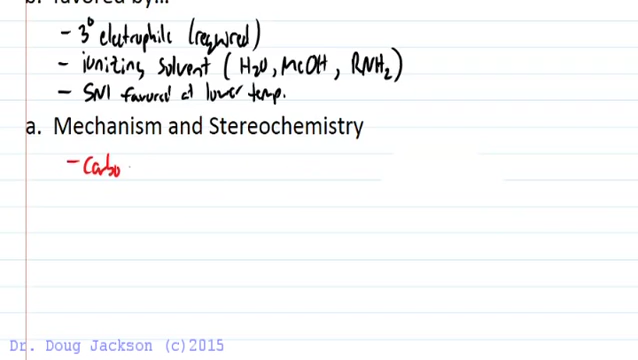 b. favored by...
- 3° electrophile (required)
- ionizing solvent (H2O, MeOH, RNH2)
- SN1 favored at lower temp.
a. Mechanism and Stereochemistry
- Carbo
Dr. Doug Jackson (c)2015